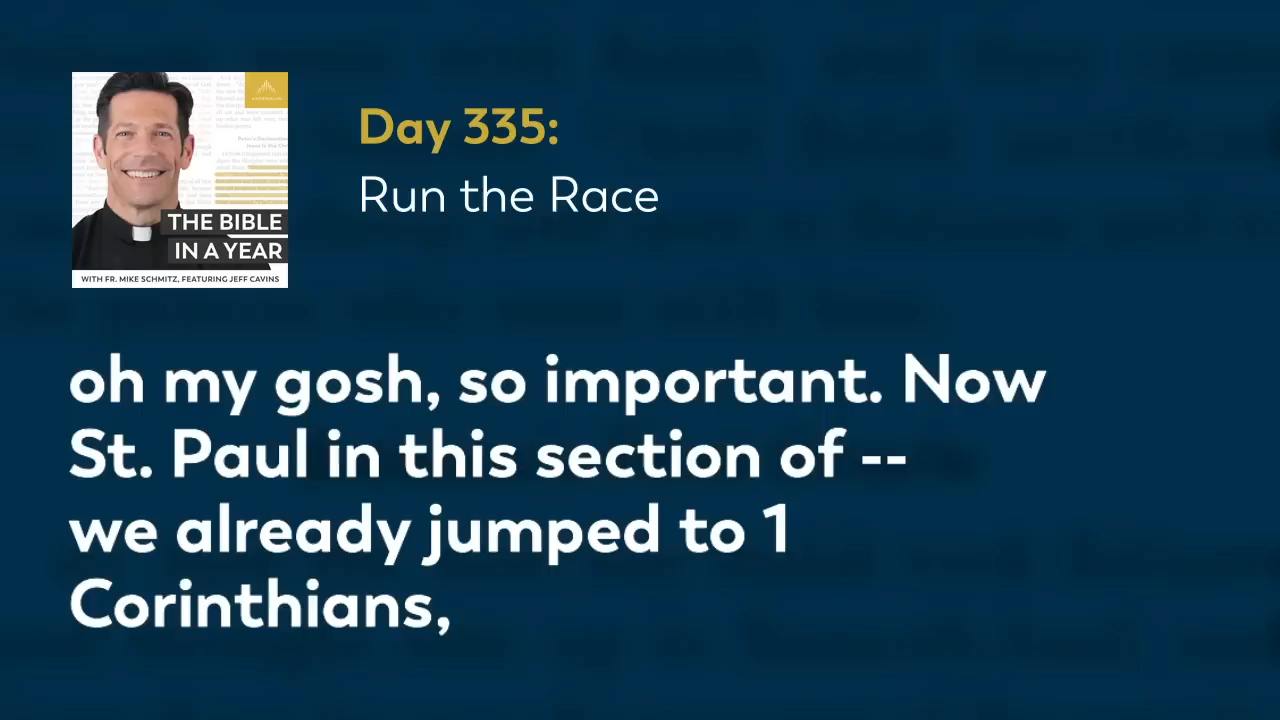 THE BIBLE
IN A YEAR
WITH FR. MIKE SCHMITZ, FEATURING JEFF CAVINS
Day 335:
Run the Race
oh my gosh, so important. Now
St. Paul in this section of --
we already jumped to 1
Corinthians,